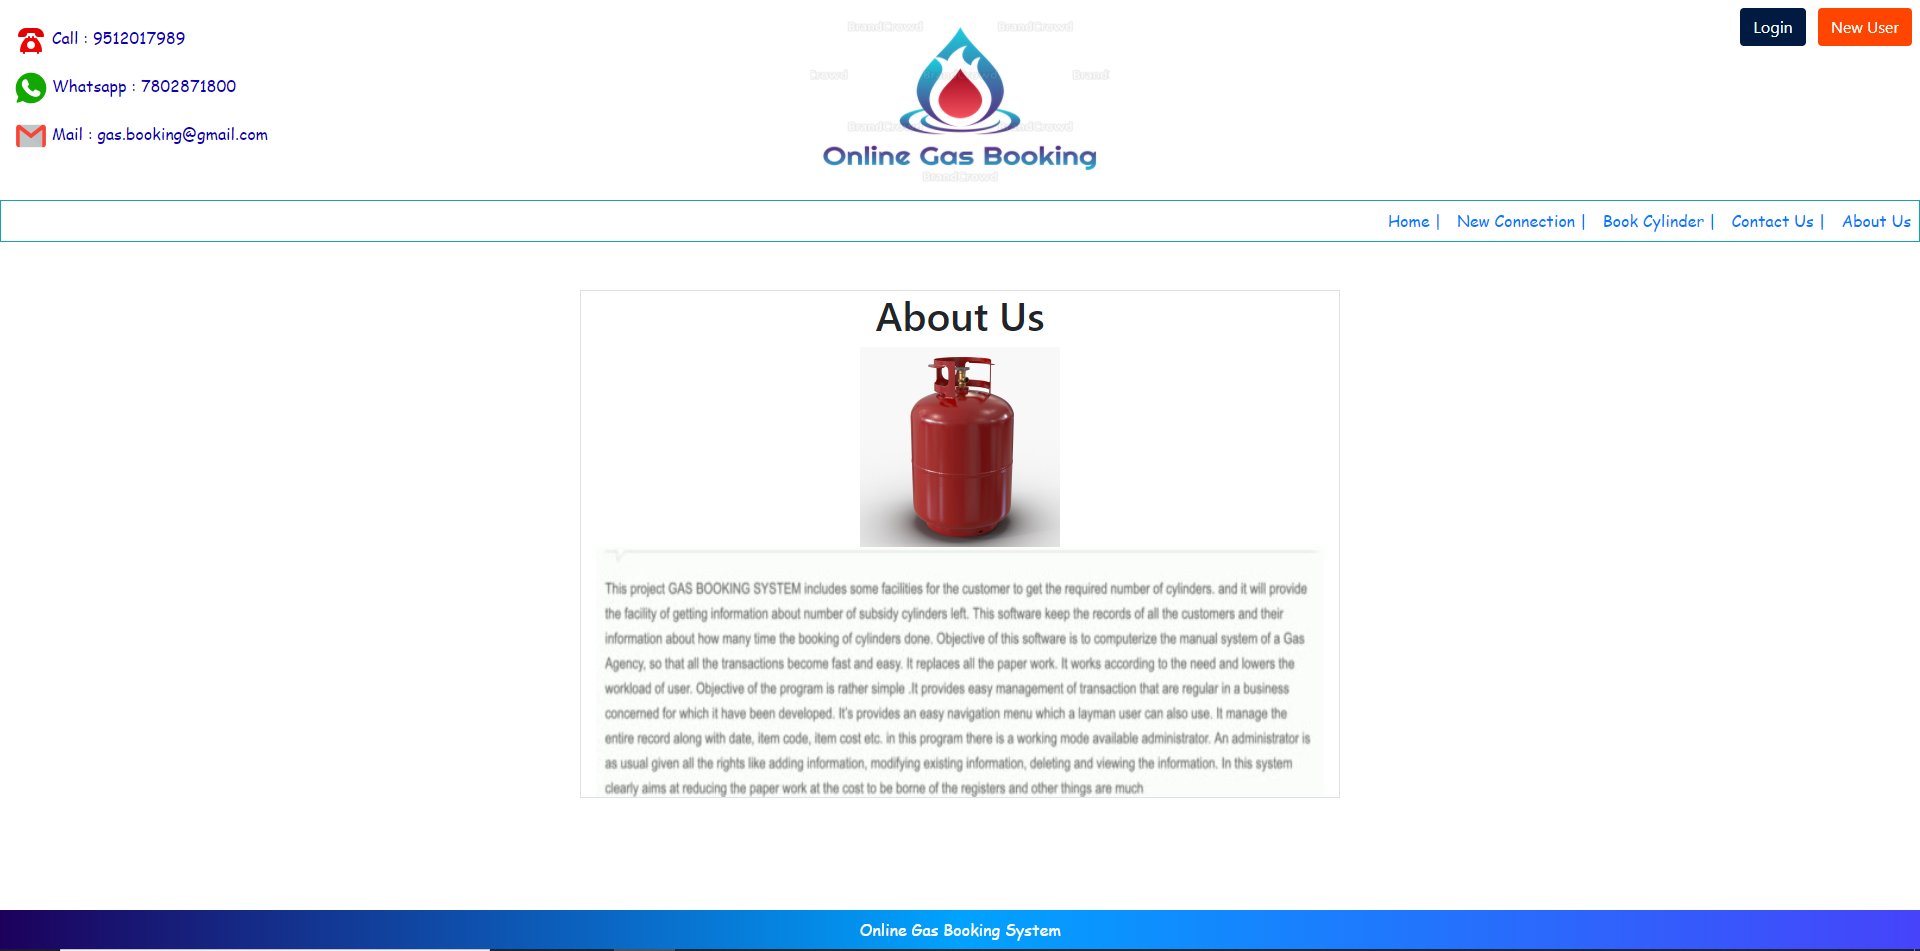 Call : 9512017989
Whatsapp : 7802871800
Mail : gas.booking@gmail.com
BrandCrowd BrandCrowd
Crowd BrandCrowd Brand
BrandCrowd BrandCrowd
Online Gas Booking
BrandCrowd
Login New User
Home | New Connection | Book Cylinder | Contact Us | About Us
About Us
This project GAS BOOKING SYSTEM includes some facilities for the customer to get the required number of cylinders. and it will provide
the facility of getting information about number of subsidy cylinders left. This software keep the records of all the customers and their
information about how many time the booking of cylinders done. Objective of this software is to computerize the manual system of a Gas
Agency, so that all the transactions become fast and easy. It replaces all the paper work. It works according to the need and lowers the
workload of user. Objective of the program is rather simple .It provides easy management of transaction that are regular in a business
concerned for which it have been developed. It's provides an easy navigation menu which a layman user can also use. It manage the
entire record along with date, item code, item cost etc. in this program there is a working mode available administrator. An administrator is
as usual given all the rights like adding information, modifying existing information, deleting and viewing the information. In this system
clearly aims at reducing the paper work at the cost to be borne of the registers and other things are much
Online Gas Booking System